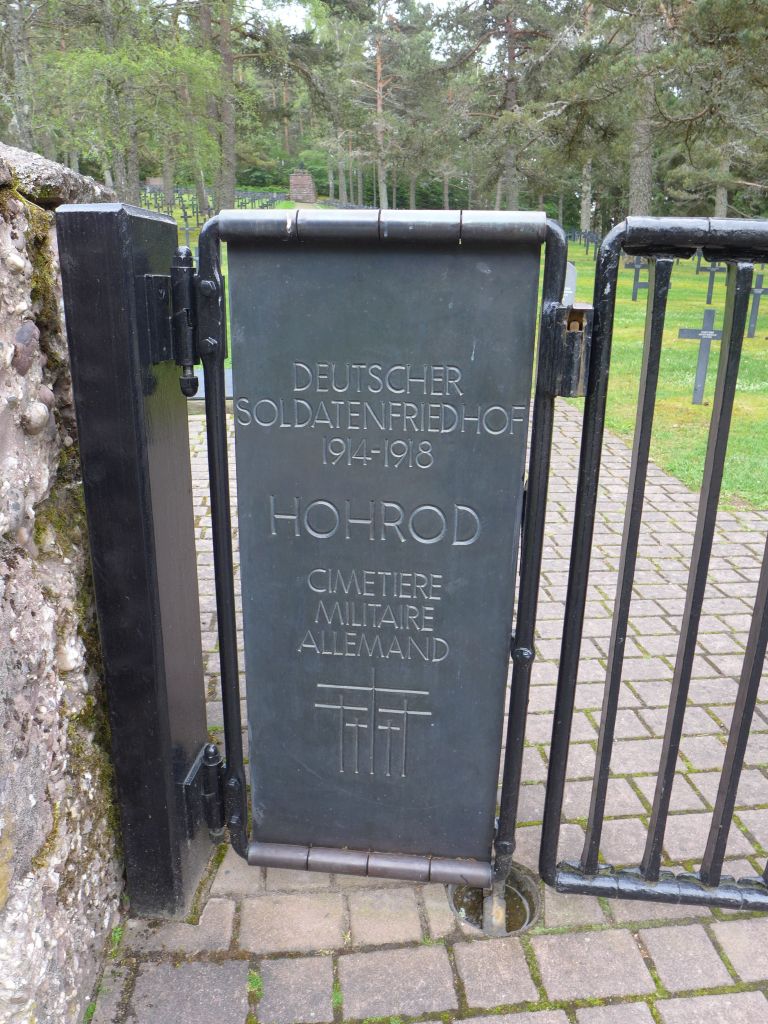 DEUTSCHER
SOLDATENFRIEDHOF
1914-1918
HOHROD
CIMETIERE
MILITAIRE
ALLEMAND